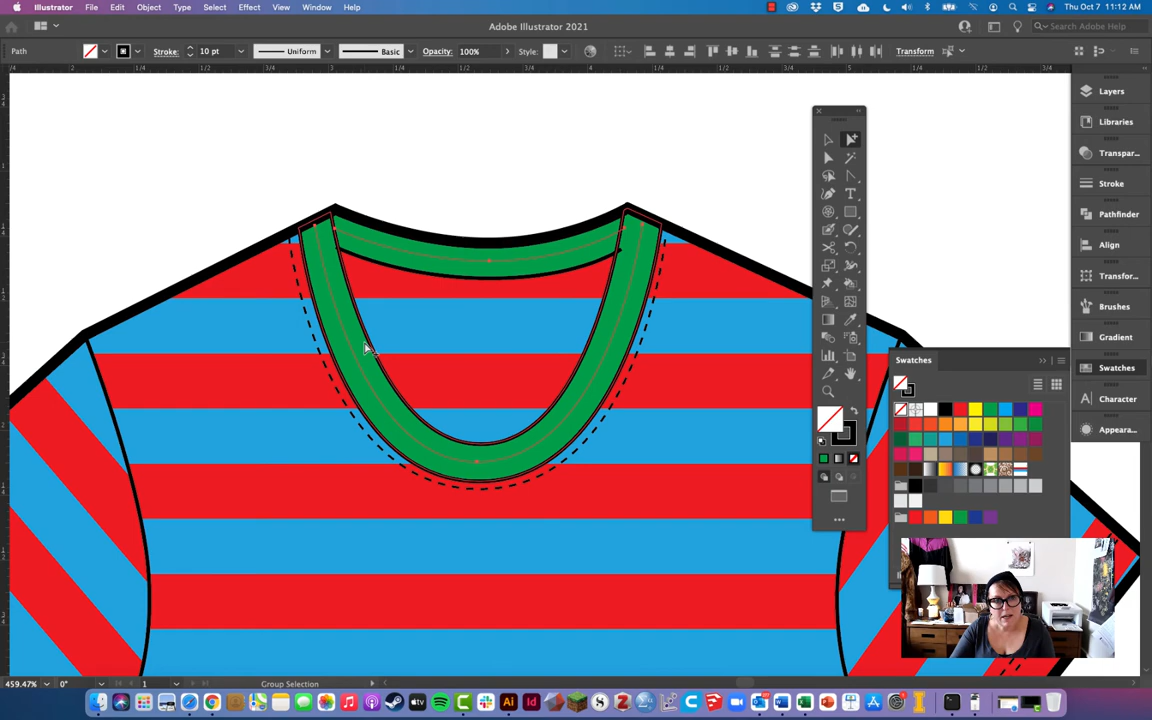 Illustrator File Edit Object Type Select Effect View Window Help Thu Oct 7 11:12 AM
Adobe Illustrator 2021
Search Adobe Help
Path Stroke: 10 pt Uniform Basic Opacity: 100% Style: Transform
Layers
Libraries
Transpar...
Stroke
Pathfinder
Align
Transfor...
Brushes
Gradient
Swatches
Character
Appeara...
Swatches
459.47% 0° 1 Group Selection